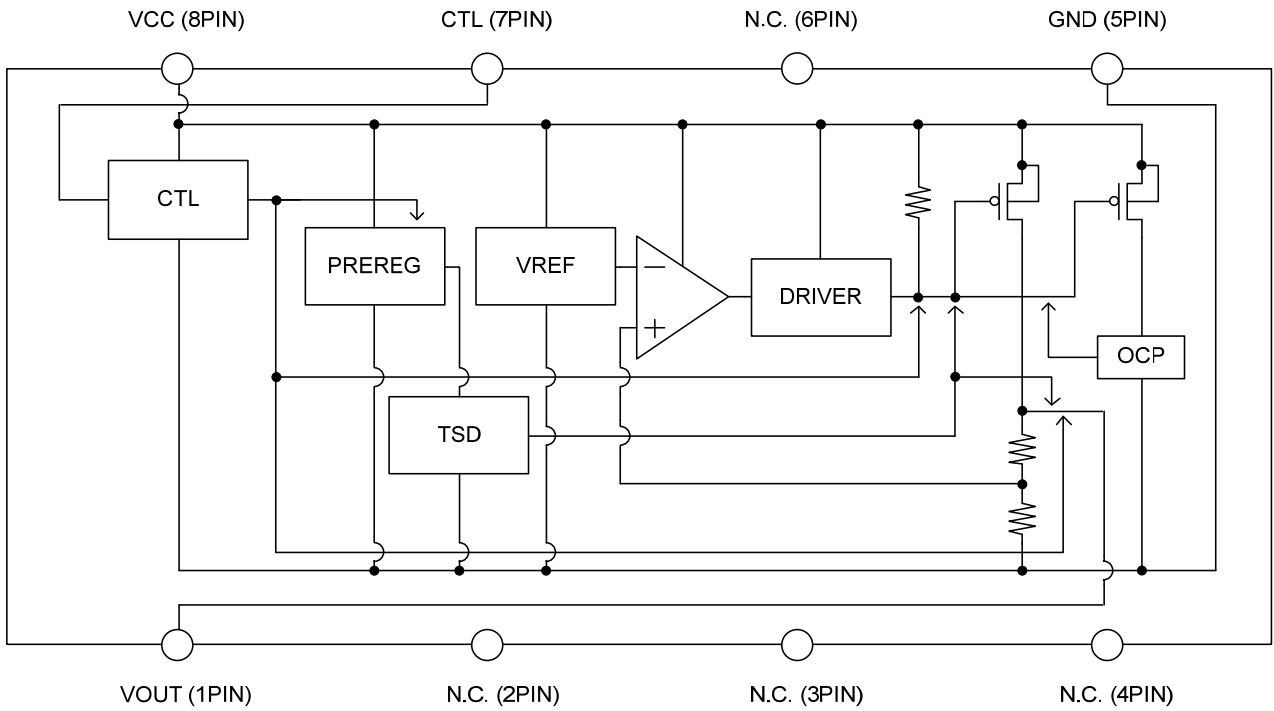 VCC (8PIN)
CTL (7PIN)
N.C. (6PIN)
GND (5PIN)
CTL
PREREG
VREF
−
+
DRIVER
OCP
TSD
VOUT (1PIN)
N.C. (2PIN)
N.C. (3PIN)
N.C. (4PIN)